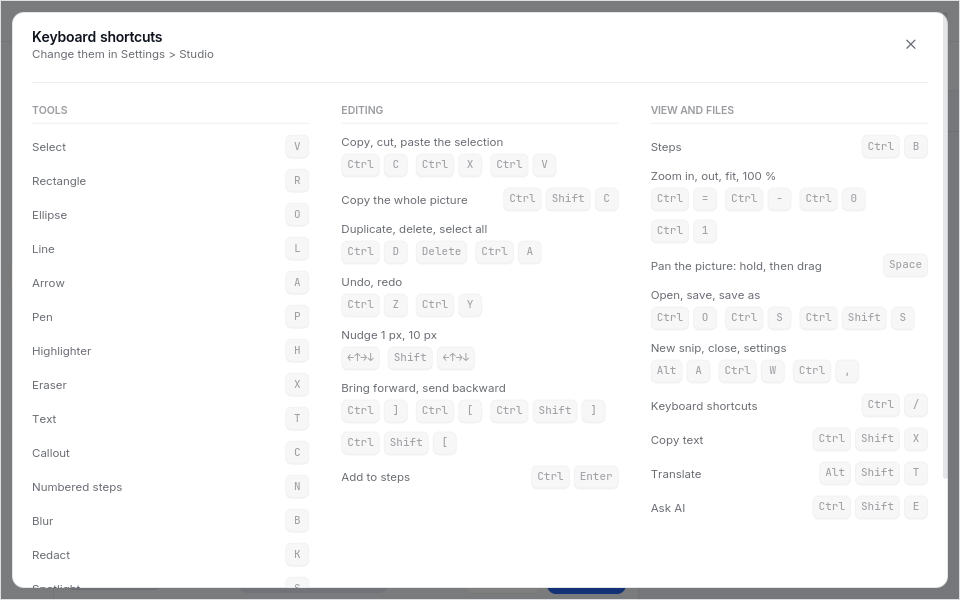 Keyboard shortcuts
Change them in Settings > Studio
TOOLS
Select V
Rectangle R
Ellipse O
Line L
Arrow A
Pen P
Highlighter H
Eraser X
Text T
Callout C
Numbered steps N
Blur B
Redact K
Spotlight S
EDITING
Copy, cut, paste the selection
Ctrl C Ctrl X Ctrl V
Copy the whole picture Ctrl Shift C
Duplicate, delete, select all
Ctrl D Delete Ctrl A
Undo, redo
Ctrl Z Ctrl Y
Nudge 1 px, 10 px
←↑→↓ Shift ←↑→↓
Bring forward, send backward
Ctrl ] Ctrl [ Ctrl Shift ]
Ctrl Shift [
Add to steps Ctrl Enter
VIEW AND FILES
Steps Ctrl B
Zoom in, out, fit, 100 %
Ctrl = Ctrl - Ctrl 0
Ctrl 1
Pan the picture: hold, then drag Space
Open, save, save as
Ctrl O Ctrl S Ctrl Shift S
New snip, close, settings
Alt A Ctrl W Ctrl ,
Keyboard shortcuts Ctrl /
Copy text Ctrl Shift X
Translate Alt Shift T
Ask AI Ctrl Shift E